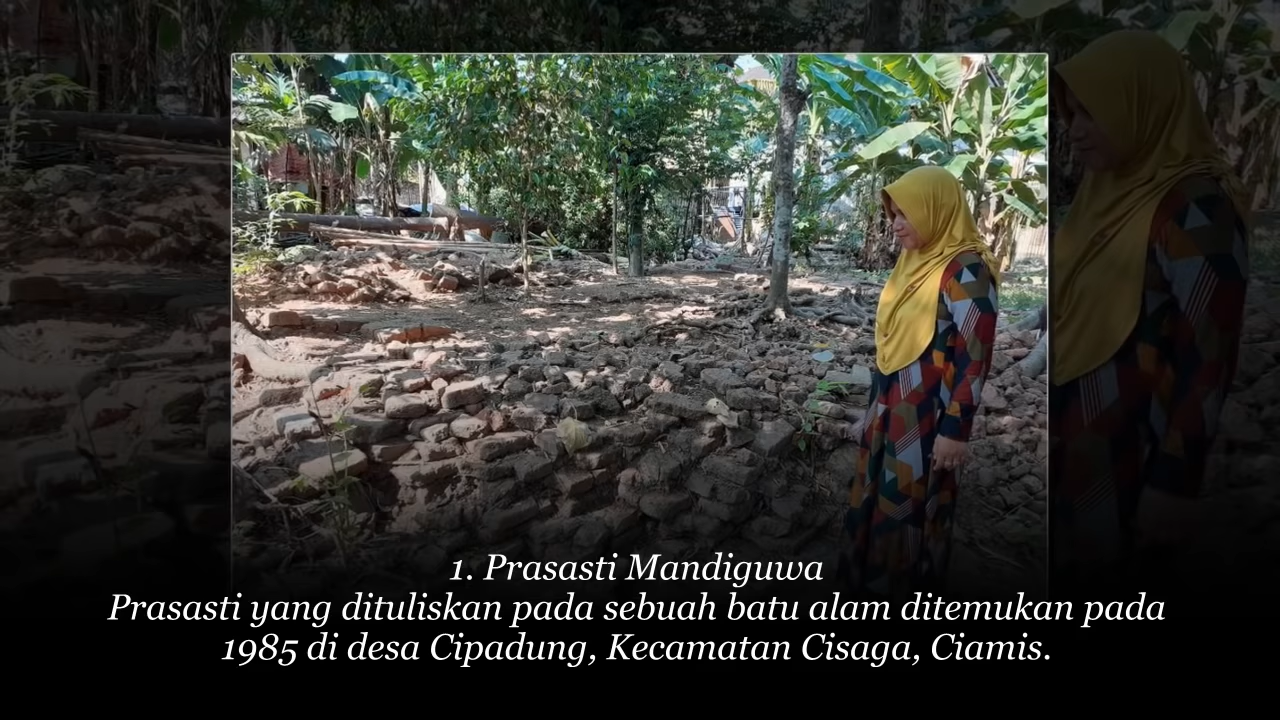 1. Prasasti Mandiguwa
Prasasti yang dituliskan pada sebuah batu alam ditemukan pada
1985 di desa Cipadung, Kecamatan Cisaga, Ciamis.